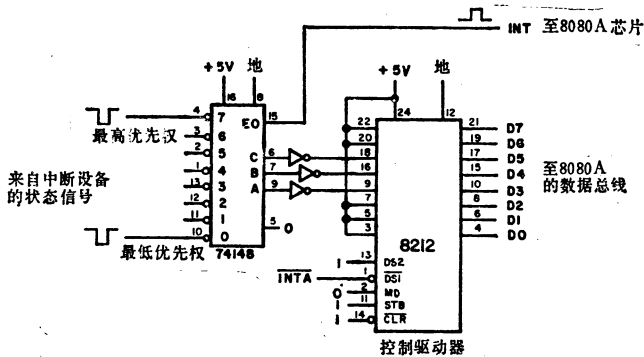 INT 至8080A芯片
+5V 地
16 8
+5V 地
24 12
4 7 EO 15
最高优先权
3 6
2 5 C 6
1 4 B 7
13 3 A 9
12 2
11 1
10 0 5 0
来自中断设备
的状态信号
最低优先权
74148
22 21 D7
20 19 D6
18 17 D5
16 15 D4
9 10 D3
7 8 D2
5 6 D1
3 4 D0
至8080A
的数据总线
8212
1 13 DS2
INTA 1 DS1
0 2 MD
1 11 STB
1 14 CLR
控制驱动器